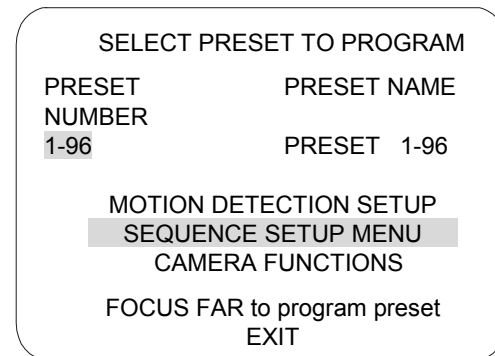 SELECT PRESET TO PROGRAM
PRESET NUMBER PRESET NAME
1-96 PRESET 1-96
MOTION DETECTION SETUP
SEQUENCE SETUP MENU
CAMERA FUNCTIONS
FOCUS FAR to program preset
EXIT